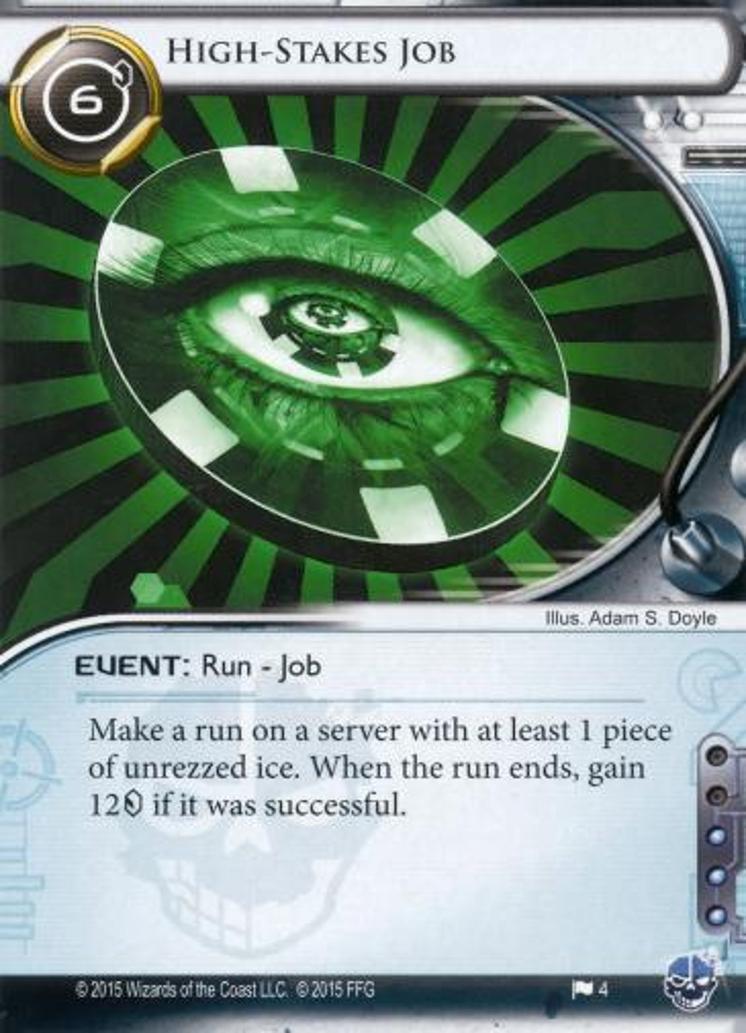 6
High-Stakes Job
Illus. Adam S. Doyle
EVENT: Run - Job
Make a run on a server with at least 1 piece
of unrezzed ice. When the run ends, gain
12 if it was successful.
© 2015 Wizards of the Coast LLC. © 2015 FFG
4